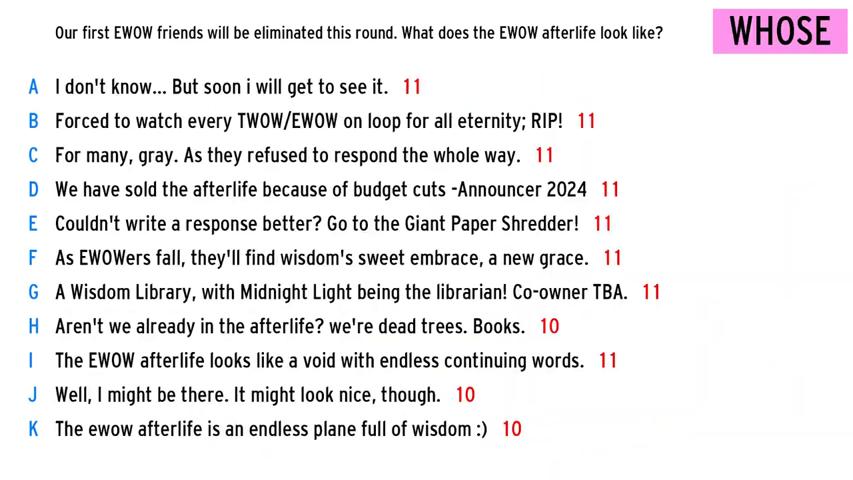 Our first EWOW friends will be eliminated this round. What does the EWOW afterlife look like?
WHOSE
A I don't know... But soon i will get to see it. 11
B Forced to watch every TWOW/EWOW on loop for all eternity; RIP! 11
C For many, gray. As they refused to respond the whole way. 11
D We have sold the afterlife because of budget cuts -Announcer 2024 11
E Couldn't write a response better? Go to the Giant Paper Shredder! 11
F As EWOWers fall, they'll find wisdom's sweet embrace, a new grace. 11
G A Wisdom Library, with Midnight Light being the librarian! Co-owner TBA. 11
H Aren't we already in the afterlife? we're dead trees. Books. 10
I The EWOW afterlife looks like a void with endless continuing words. 11
J Well, I might be there. It might look nice, though. 10
K The ewow afterlife is an endless plane full of wisdom :) 10